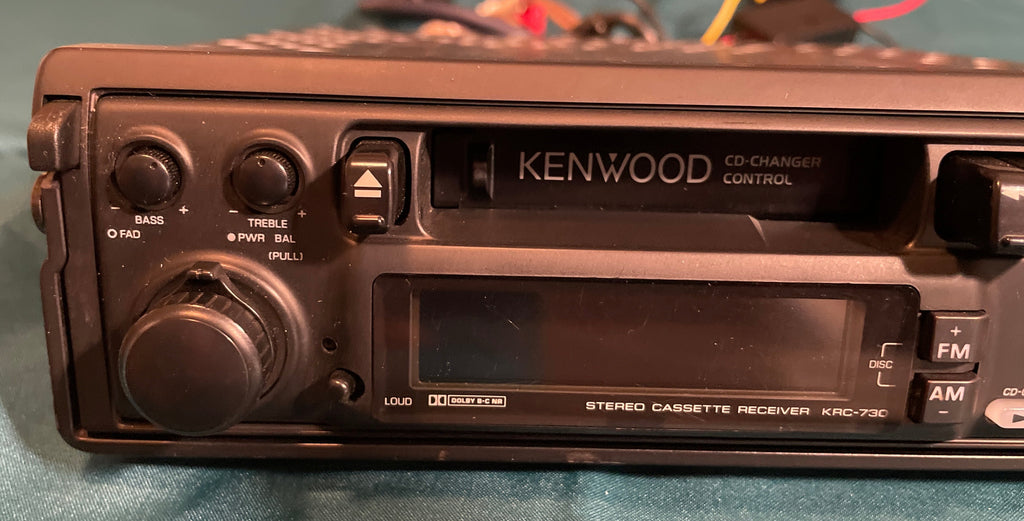 KENWOOD CD-CHANGER
CONTROL
- BASS +
FAD
- TREBLE +
PWR BAL
(PULL)
+
FM
DISC
AM
-
LOUD DOLBY B-C NR
STEREO CASSETTE RECEIVER KRC-730